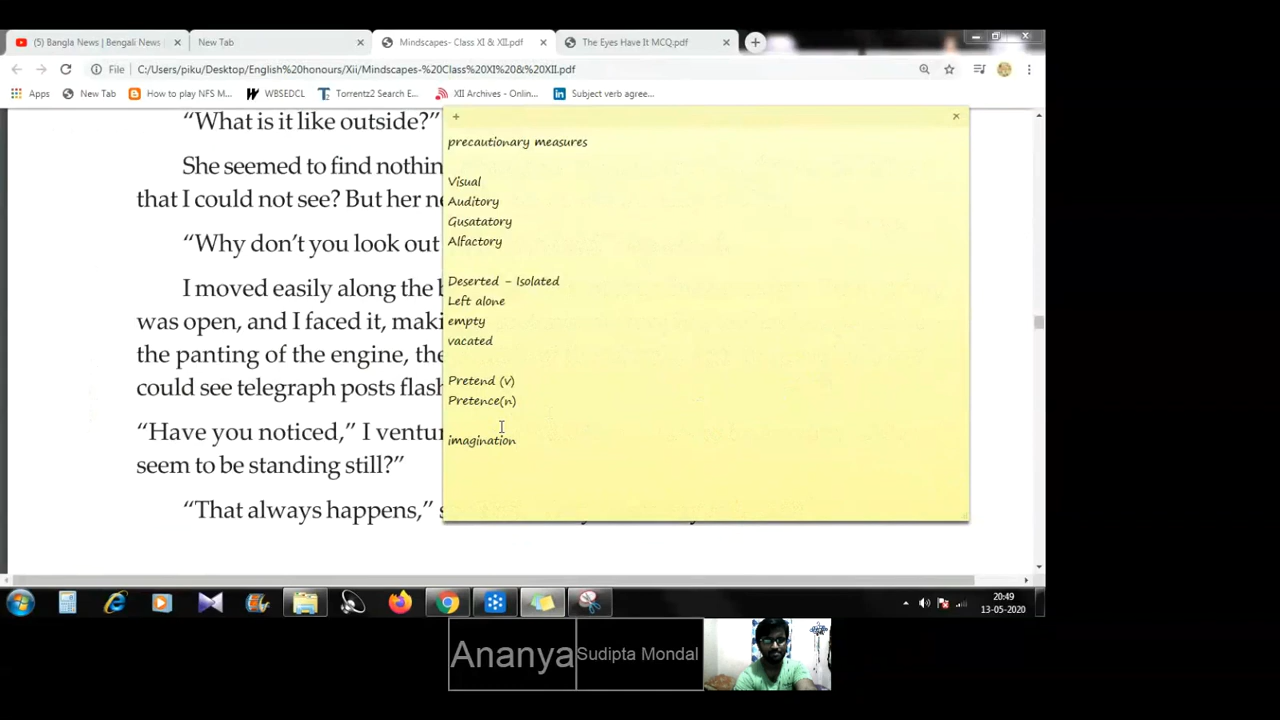 (5) Bangla News | Bengali News
New Tab
Mindscapes- Class XI & XII.pdf
The Eyes Have It MCQ.pdf
File
C:/Users/piku/Desktop/English%20honours/Xii/Mindscapes-%20Class%20XI%20&%20XII.pdf
Apps
New Tab
How to play NFS M...
WBSEDCL
Torrentz2 Search E...
XII Archives - Onlin...
Subject verb agree...
“What is it like outside?”
She seemed to find nothin
that I could not see? But her ne
“Why don’t you look out
I moved easily along the b
was open, and I faced it, maki
the panting of the engine, the
could see telegraph posts flash
“Have you noticed,” I ventur
seem to be standing still?”
“That always happens,” s
+
precautionary measures
Visual
Auditory
Gusatatory
Alfactory
Deserted - Isolated
Left alone
empty
vacated
Pretend (v)
Pretence(n)
imagination
20:49
13-05-2020
Ananya
Sudipta Mondal